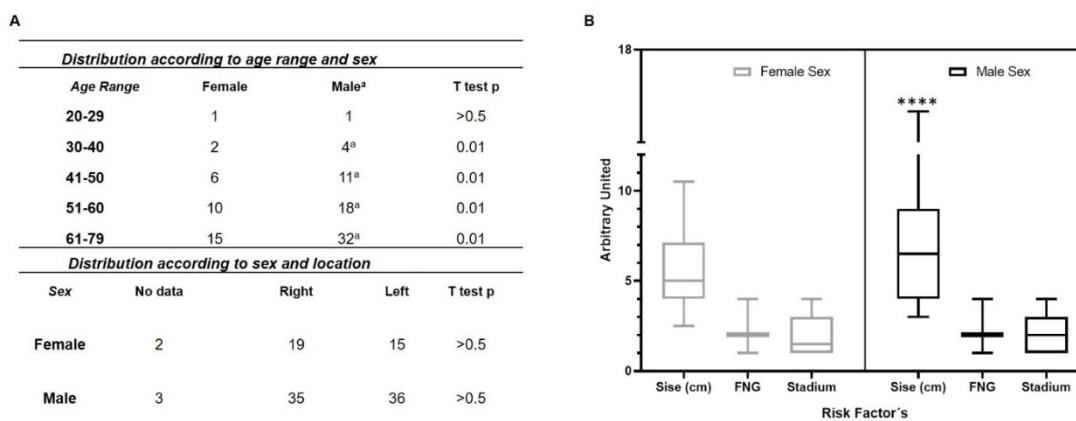 A
Distribution according to age range and sex
Age Range Female Maleᵃ T test p
20-29 1 1 >0.5
30-40 2 4ᵃ 0.01
41-50 6 11ᵃ 0.01
51-60 10 18ᵃ 0.01
61-79 15 32ᵃ 0.01
Distribution according to sex and location
Sex No data Right Left T test p
Female 2 19 15 >0.5
Male 3 35 36 >0.5
B
18
Female Sex Male Sex
****
10
Arbitrary United
5
0
Sise (cm) FNG Stadium Sise (cm) FNG Stadium
Risk Factor´s